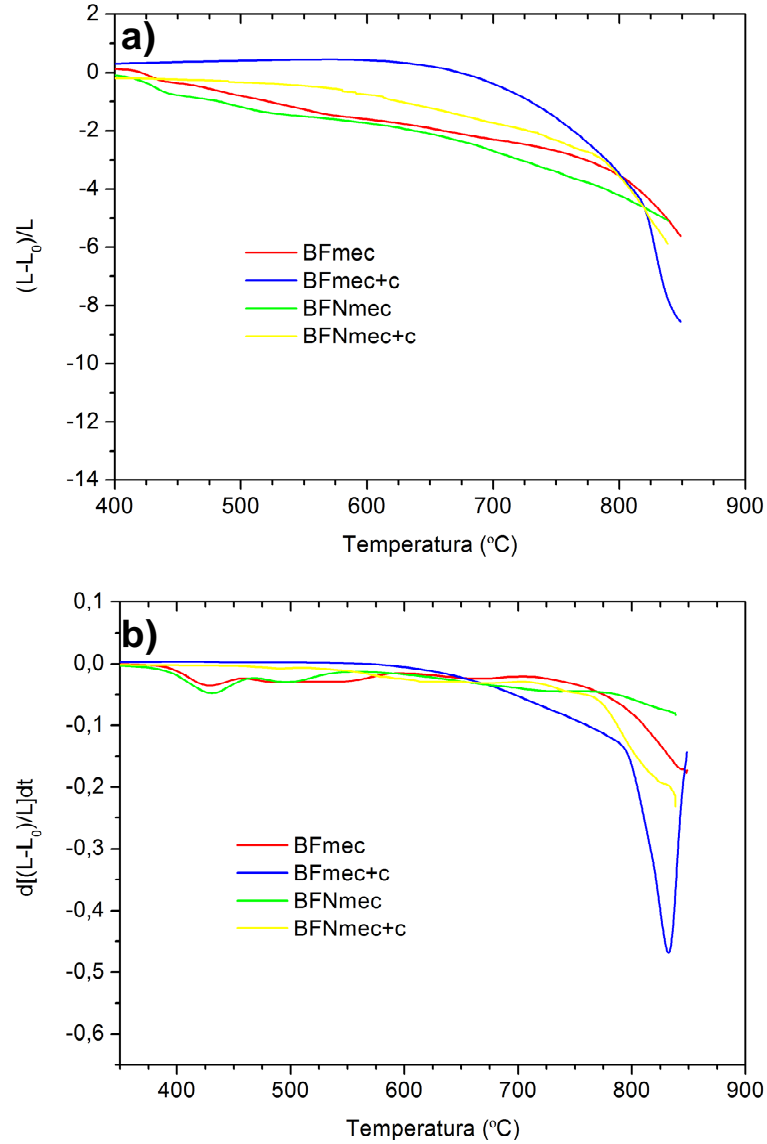 a)
2
0
-2
-4
-6
-8
-10
-12
-14
(L-L₀)/L
BFmec
BFmec+c
BFNmec
BFNmec+c
400 500 600 700 800 900
Temperatura (ºC)
b)
0,1
0,0
-0,1
-0,2
-0,3
-0,4
-0,5
-0,6
d[(L-L₀)/L]dt
BFmec
BFmec+c
BFNmec
BFNmec+c
400 500 600 700 800 900
Temperatura (ºC)